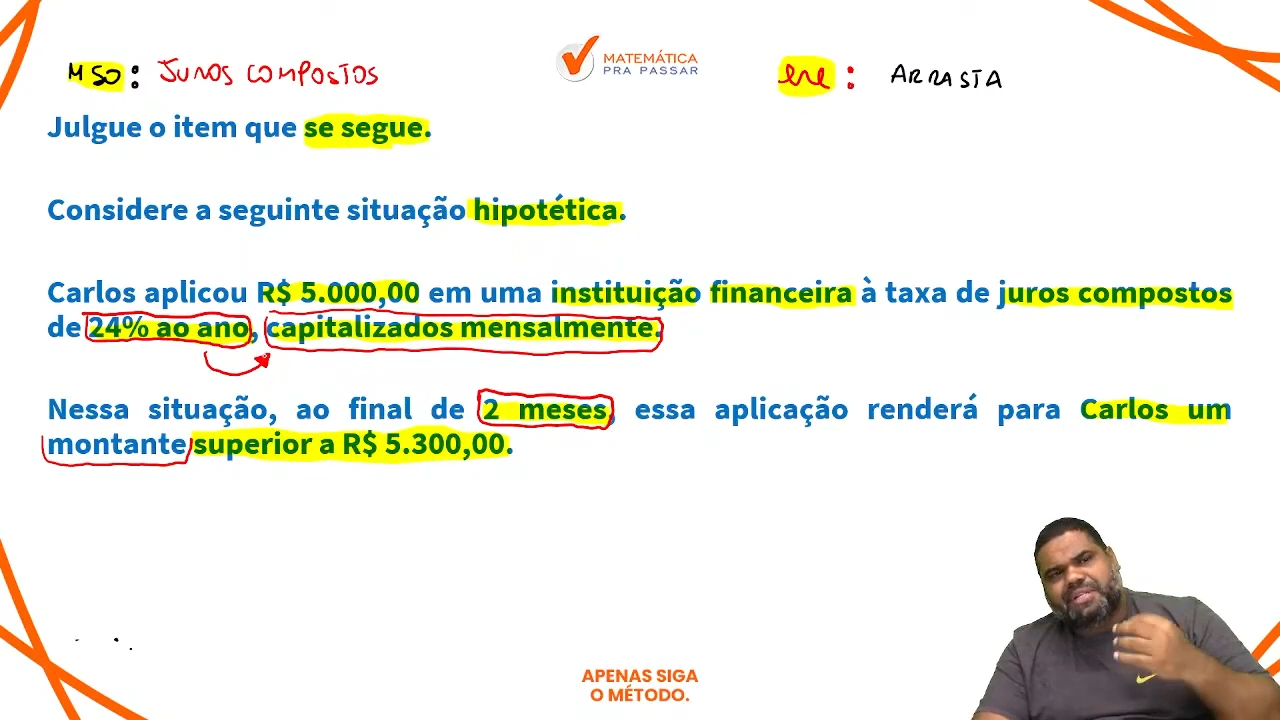 MSO: JUROS COMPOSTOS
MATEMÁTICA
PRA PASSAR
: ARRASTA
Julgue o item que se segue.
Considere a seguinte situação hipotética.
Carlos aplicou R$ 5.000,00 em uma instituição financeira à taxa de juros compostos
de 24% ao ano, capitalizados mensalmente.
Nessa situação, ao final de 2 meses, essa aplicação renderá para Carlos um
montante superior a R$ 5.300,00.
APENAS SIGA
O MÉTODO.